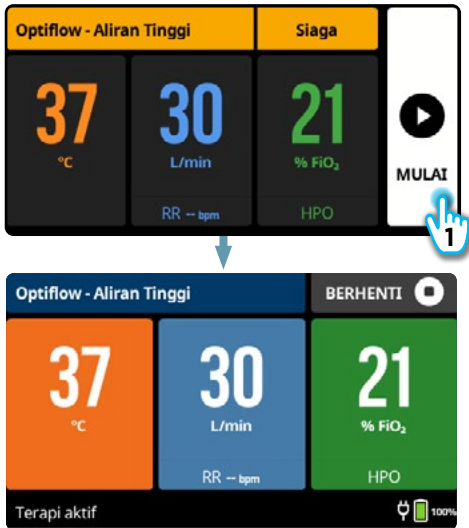 Optiflow - Aliran Tinggi Siaga
37 30 21
°C L/min % FiO₂
MULAI
RR -- bpm HPO
1
Optiflow - Aliran Tinggi BERHENTI
37 30 21
°C L/min % FiO₂
RR -- bpm HPO
Terapi aktif 100%